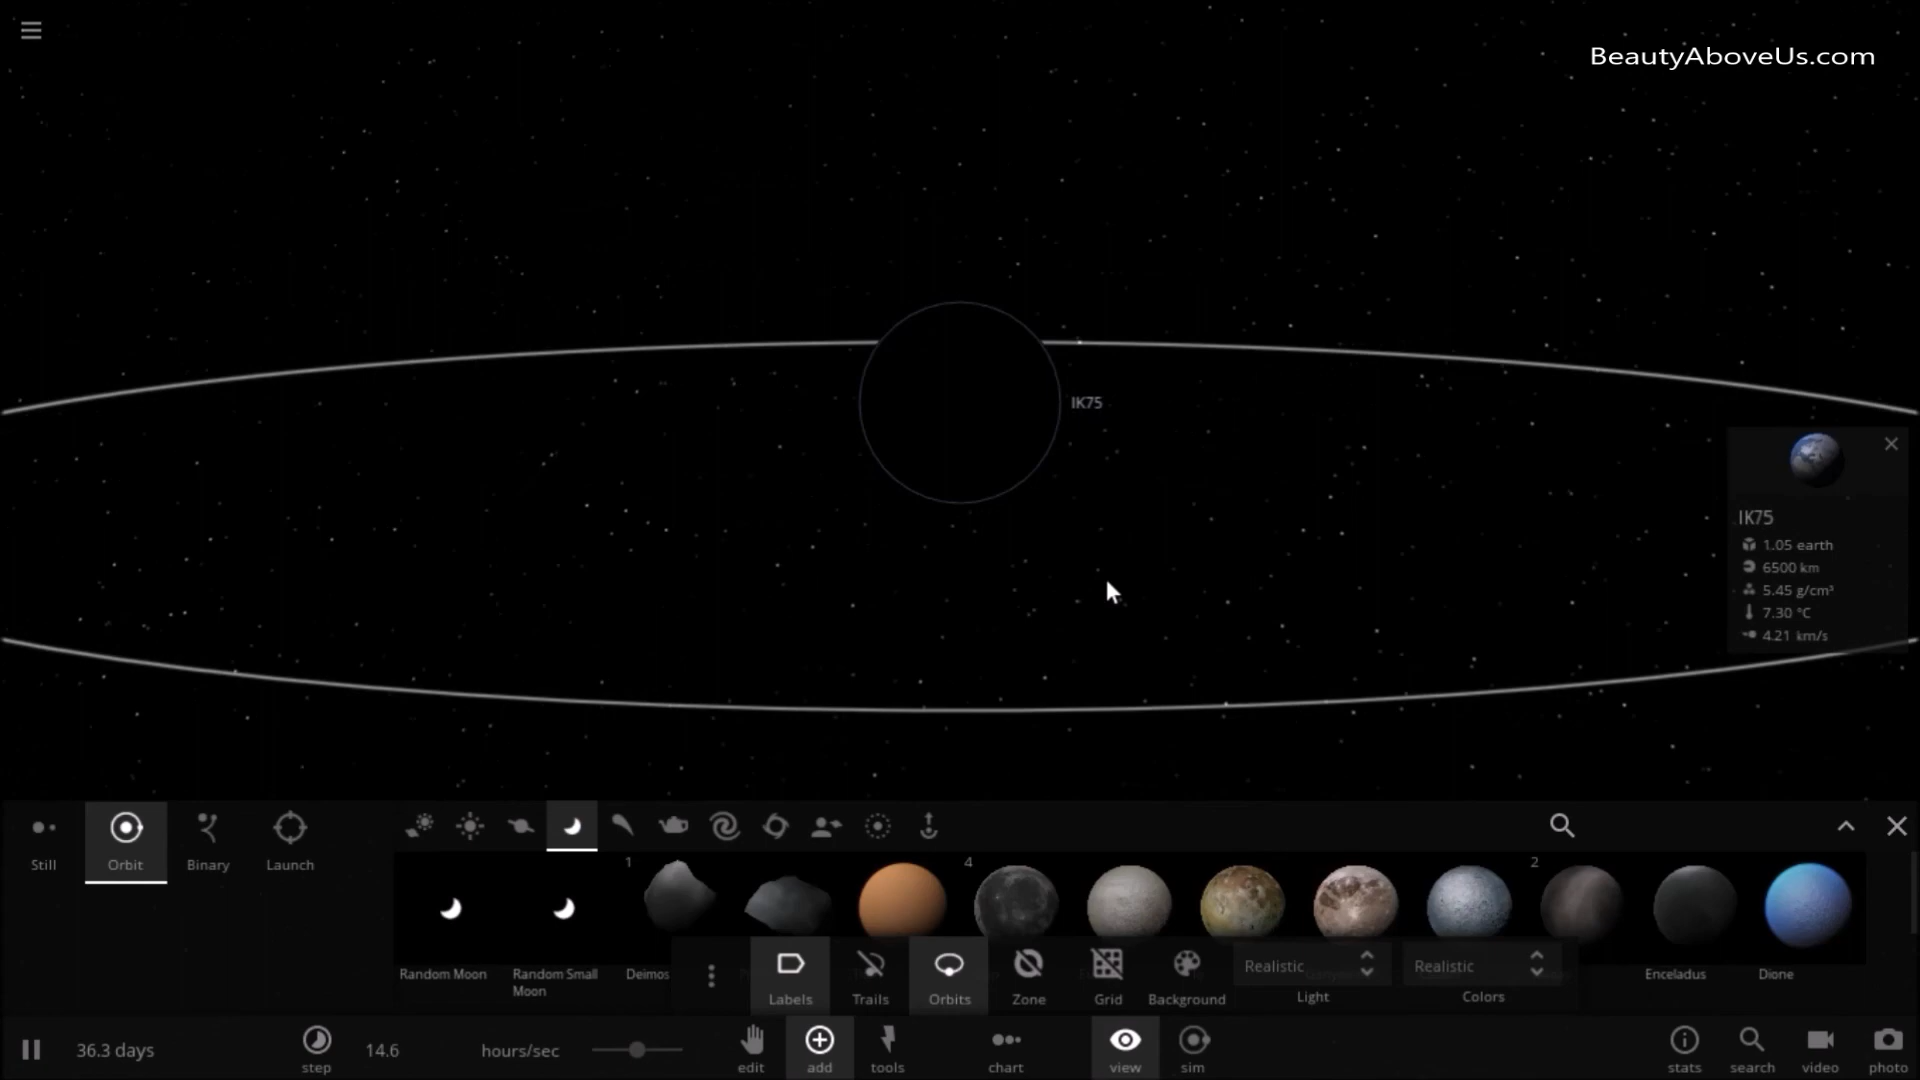 BeautyAboveUs.com
IK75
IK75
1.05 earth
6500 km
5.45 g/cm³
7.30 °C
4.21 km/s
Still
Orbit
Binary
Launch
1
4
2
Random Moon
Random Small
Moon
Deimos
Enceladus
Dione
Labels
Trails
Orbits
Zone
Grid
Background
Realistic
Light
Realistic
Colors
36.3 days
step
14.6
hours/sec
edit
add
tools
chart
view
sim
stats
search
video
photo